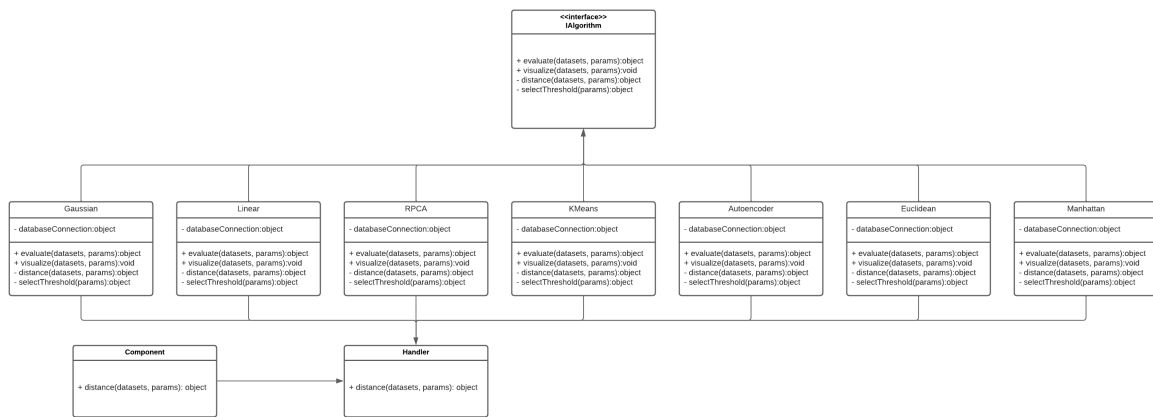 <<interface>>
IAlgorithm
+ evaluate(datasets, params):object
+ visualize(datasets, params):void
- distance(datasets, params):object
- selectThreshold(params):object
Gaussian
- databaseConnection:object
+ evaluate(datasets, params):object
+ visualize(datasets, params):void
- distance(datasets, params):object
- selectThreshold(params):object
Linear
- databaseConnection:object
+ evaluate(datasets, params):object
+ visualize(datasets, params):void
- distance(datasets, params):object
- selectThreshold(params):object
RPCA
- databaseConnection:object
+ evaluate(datasets, params):object
+ visualize(datasets, params):void
- distance(datasets, params):object
- selectThreshold(params):object
KMeans
- databaseConnection:object
+ evaluate(datasets, params):object
+ visualize(datasets, params):void
- distance(datasets, params):object
- selectThreshold(params):object
Autoencoder
- databaseConnection:object
+ evaluate(datasets, params):object
+ visualize(datasets, params):void
- distance(datasets, params):object
- selectThreshold(params):object
Euclidean
- databaseConnection:object
+ evaluate(datasets, params):object
+ visualize(datasets, params):void
- distance(datasets, params):object
- selectThreshold(params):object
Manhattan
- databaseConnection:object
+ evaluate(datasets, params):object
+ visualize(datasets, params):void
- distance(datasets, params):object
- selectThreshold(params):object
Component
+ distance(datasets, params): object
Handler
+ distance(datasets, params): object